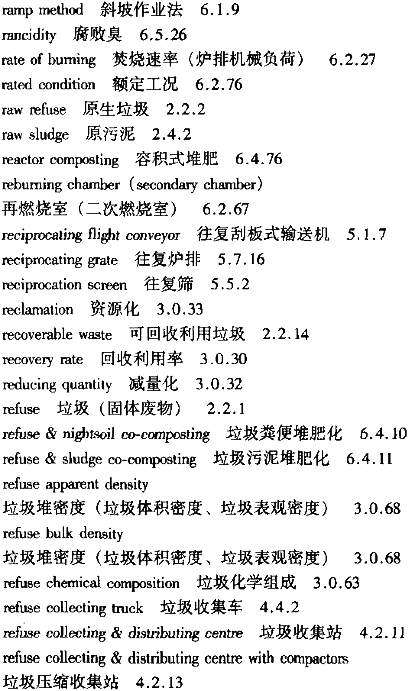 ramp method 斜坡作业法 6.1.9
rancidity 腐败臭 6.5.26
rate of burning 焚烧速率（炉排机械负荷） 6.2.27
rated condition 额定工况 6.2.76
raw refuse 原生垃圾 2.2.2
raw sludge 原污泥 2.4.2
reactor composting 容积式堆肥 6.4.76
reburning chamber（secondary chamber）
再燃烧室（二次燃烧室） 6.2.67
reciprocating flight conveyor 往复刮板式输送机 5.1.7
reciprocating grate 往复炉排 5.7.16
reciprocation screen 往复筛 5.5.2
reclamation 资源化 3.0.33
recoverable waste 可回收利用垃圾 2.2.14
recovery rate 回收利用率 3.0.30
reducing quantity 减量化 3.0.32
refuse 垃圾（固体废物） 2.2.1
refuse & nightsoil co-composting 垃圾粪便堆肥化 6.4.10
refuse & sludge co-composting 垃圾污泥堆肥化 6.4.11
refuse apparent density
垃圾堆密度（垃圾体积密度、垃圾表观密度） 3.0.68
refuse bulk density
垃圾堆密度（垃圾体积密度、垃圾表观密度） 3.0.68
refuse chemical composition 垃圾化学组成 3.0.63
refuse collecting truck 垃圾收集车 4.4.2
refuse collecting & distributing centre 垃圾收集站 4.2.11
refuse collecting & distributing centre with compactors
垃圾压缩收集站 4.2.13